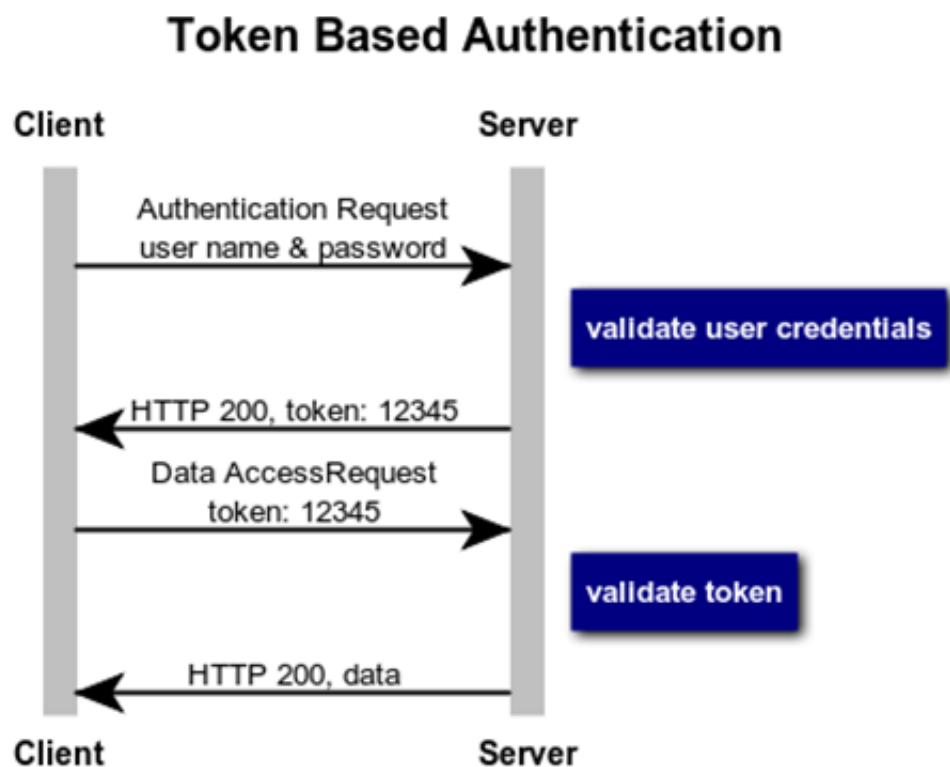 Token Based Authentication
Client
Server
Authentication Request
user name & password
validate user credentials
HTTP 200, token: 12345
Data AccessRequest
token: 12345
validate token
HTTP 200, data
Client
Server